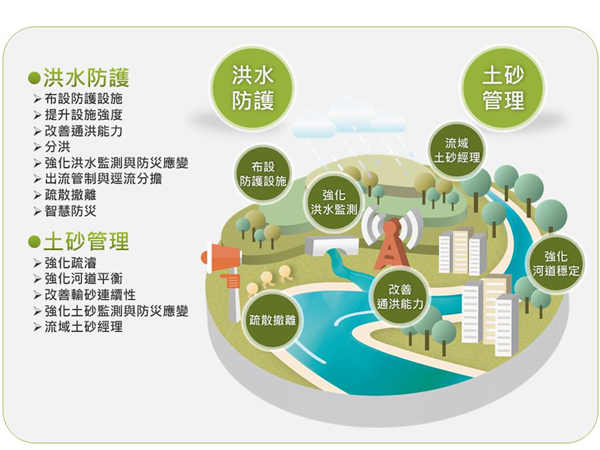 洪水防護
布設防護設施
提升設施強度
改善通洪能力
分洪
強化洪水監測與防災應變
出流管制與逕流分擔
疏散撤離
智慧防災
土砂管理
強化疏濬
強化河道平衡
改善輸砂連續性
強化土砂監測與防災應變
流域土砂經理
洪水
防護
土砂
管理
流域
土砂經理
布設
防護設施
強化
洪水監測
強化
河道穩定
改善
通洪能力
疏散撤離